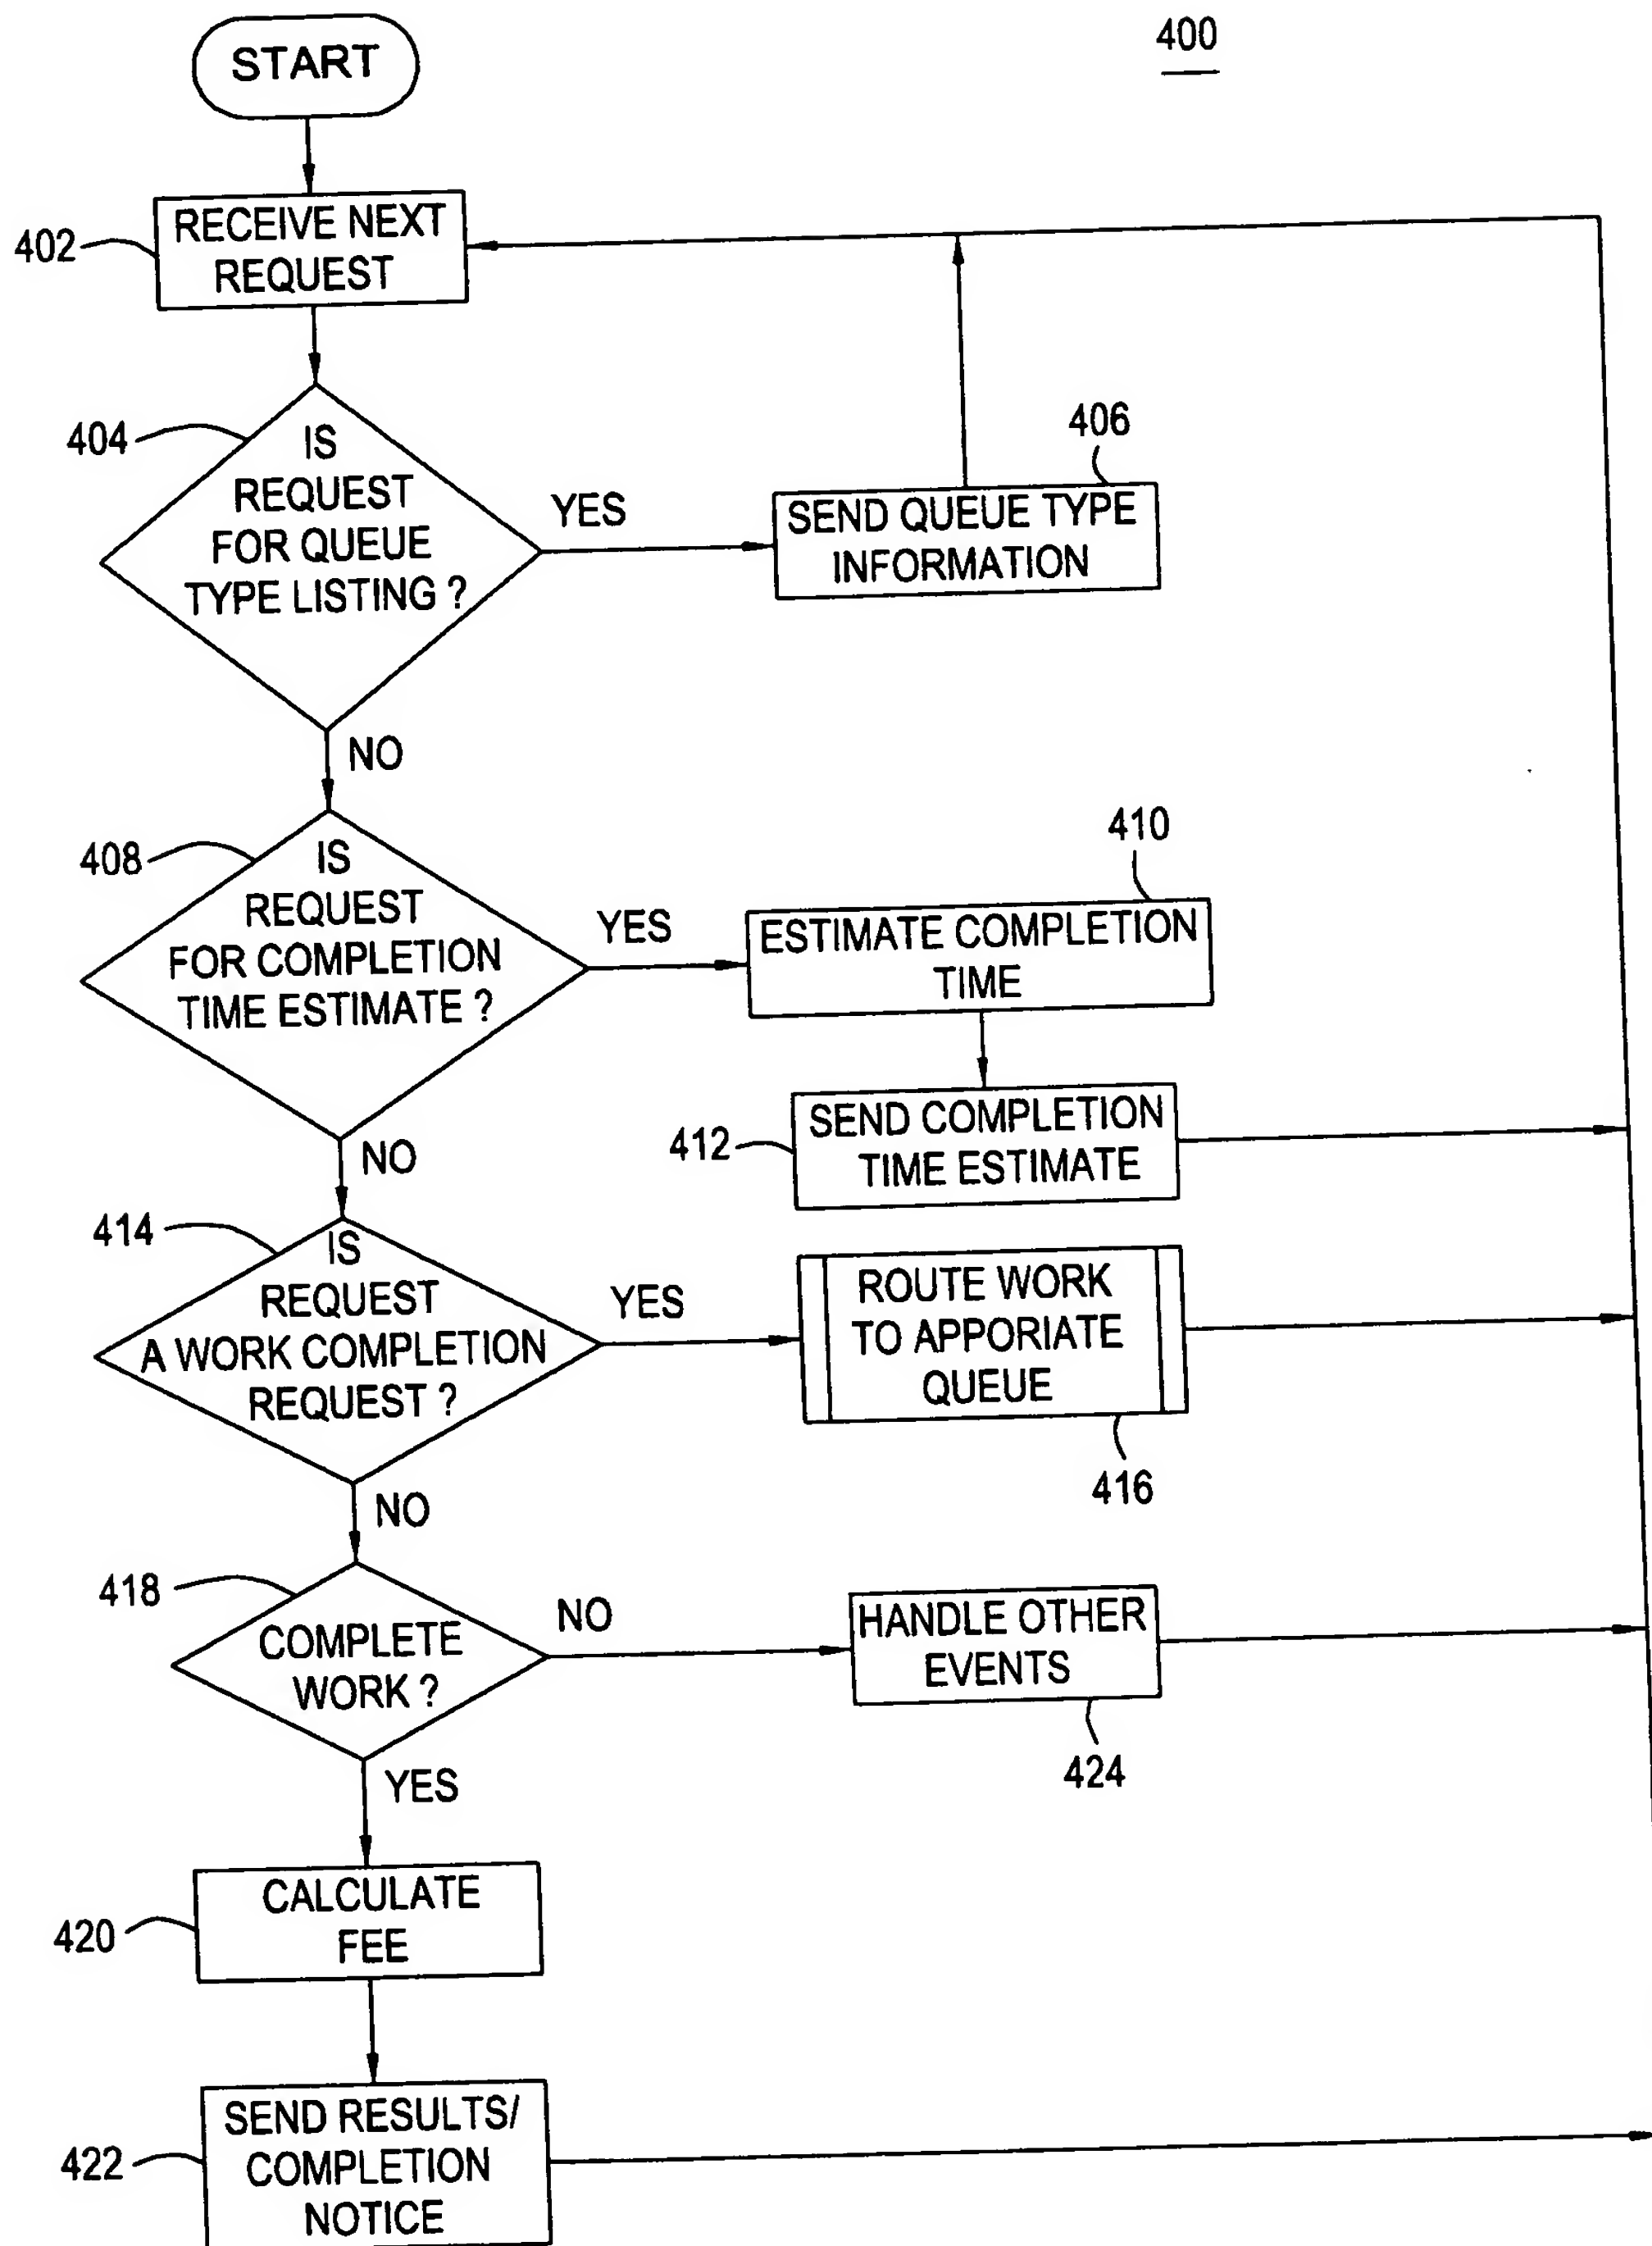 400
START
402
RECEIVE NEXT
REQUEST
404
IS
REQUEST
FOR QUEUE
TYPE LISTING ?
YES
406
SEND QUEUE TYPE
INFORMATION
NO
408
IS
REQUEST
FOR COMPLETION
TIME ESTIMATE ?
YES
410
ESTIMATE COMPLETION
TIME
412
SEND COMPLETION
TIME ESTIMATE
NO
414
IS
REQUEST
A WORK COMPLETION
REQUEST ?
YES
ROUTE WORK
TO APPORIATE
QUEUE
416
NO
418
COMPLETE
WORK ?
NO
HANDLE OTHER
EVENTS
424
YES
420
CALCULATE
FEE
422
SEND RESULTS/
COMPLETION
NOTICE